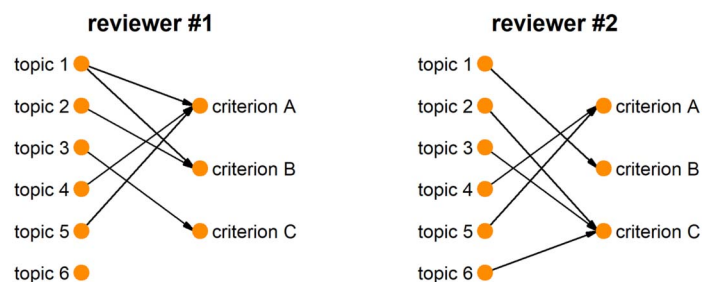 reviewer #1
topic 1
topic 2
topic 3
topic 4
topic 5
topic 6
criterion A
criterion B
criterion C
reviewer #2
topic 1
topic 2
topic 3
topic 4
topic 5
topic 6
criterion A
criterion B
criterion C